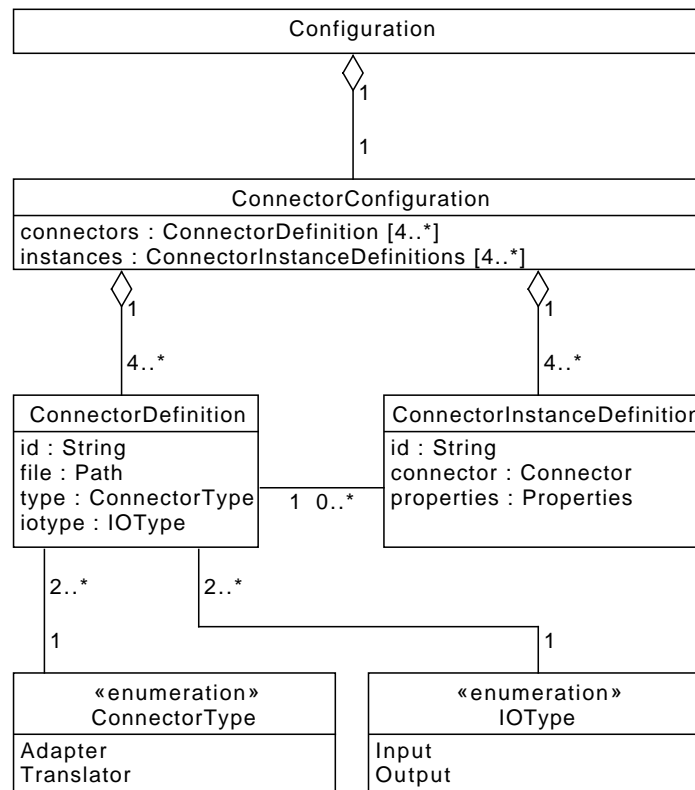 Configuration
1
1
ConnectorConfiguration
connectors : ConnectorDefinition [4..*]
instances : ConnectorInstanceDefinitions [4..*]
1
1
4..*
4..*
ConnectorDefinition
id : String
file : Path
type : ConnectorType
iotype : IOType
ConnectorInstanceDefinition
id : String
connector : Connector
properties : Properties
1 0..*
2..*
2..*
1
1
«enumeration»
ConnectorType
Adapter
Translator
«enumeration»
IOType
Input
Output